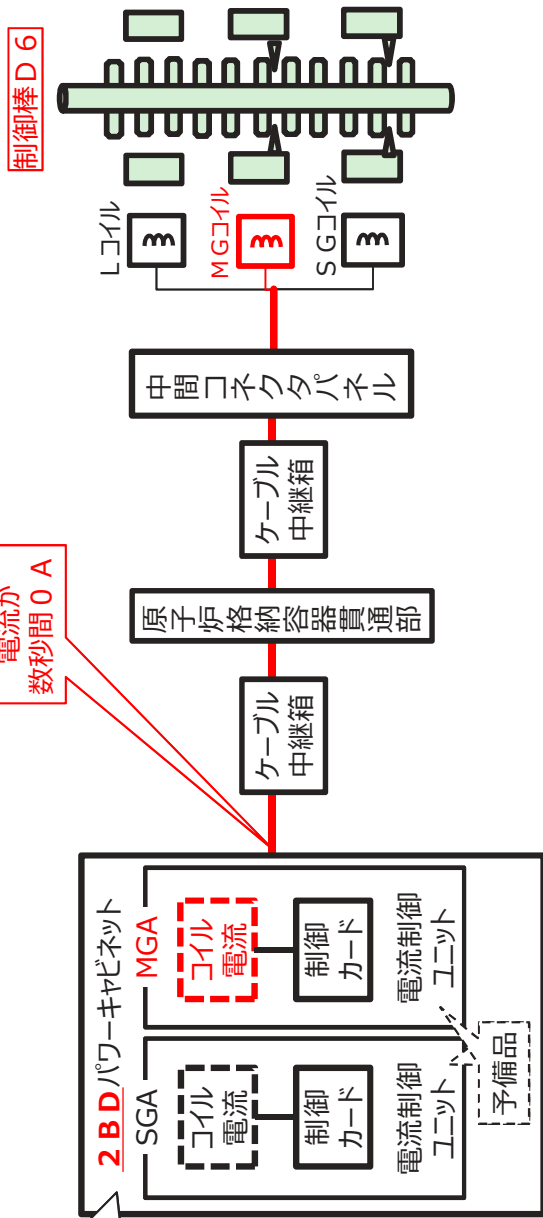 制御棒Ｄ６
Ｌコイル
ＭＧコイル
ＳＧコイル
中間コネクタパネル
ケーブル
中継箱
原子炉格納容器貫通部
ケーブル
中継箱
電流が
数秒間０Ａ
２ＢＤパワーキャビネット
MGA
コイル
電流
制御
カード
電流制御
ユニット
SGA
コイル
電流
制御
カード
電流制御
ユニット
予備品